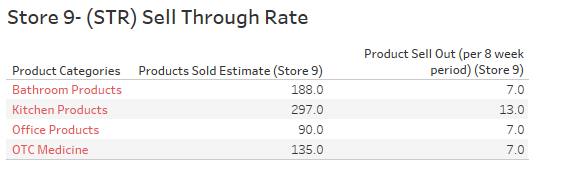 Store 9- (STR) Sell Through Rate
Product Sell Out (per 8 week
Product Categories Products Sold Estimate (Store 9) period) (Store 9)
Bathroom Products 188.0 7.0
Kitchen Products 297.0 13.0
Office Products 90.0 7.0
OTC Medicine 135.0 7.0